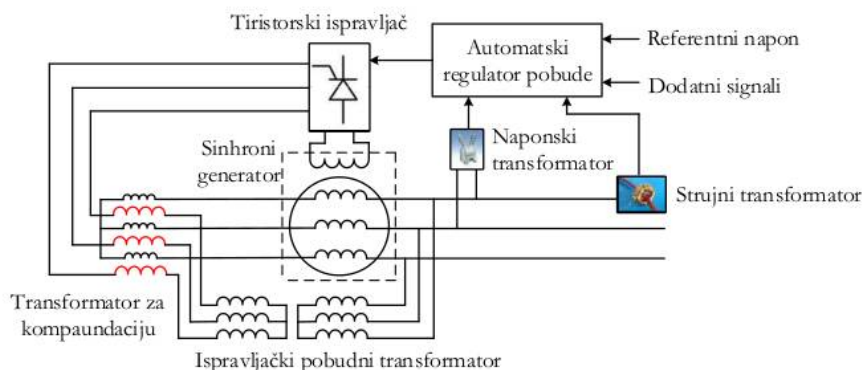 Tiristorski ispravljač
Automatski
regulator pobude
Referentni napon
Dodatni signali
Sinhroni
generator
Naponski
transformator
Strujni transformator
Transformator za
kompaundaciju
Ispravljački pobudni transformator